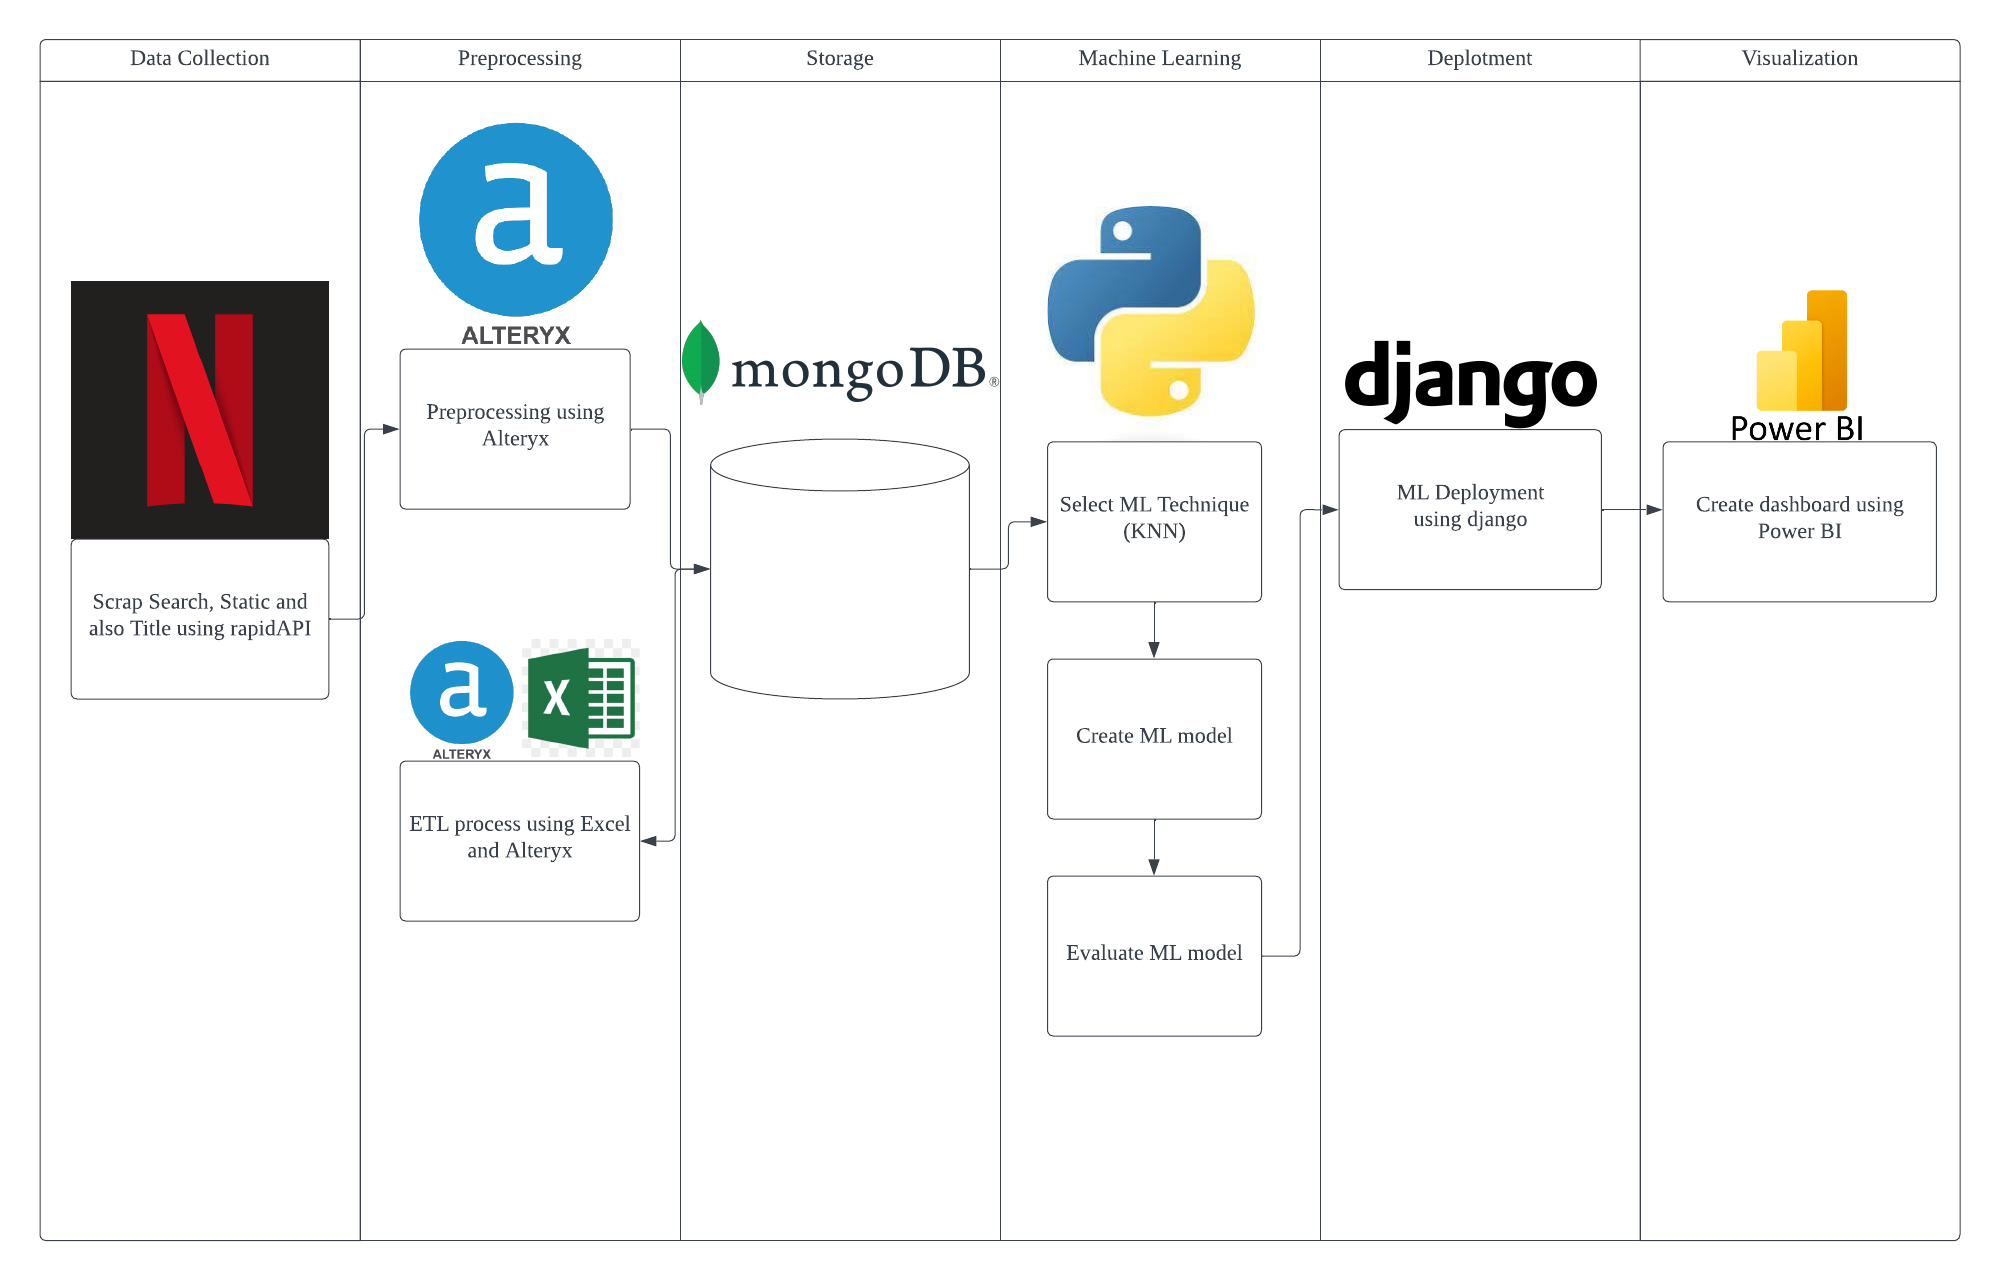 Data Collection
Preprocessing
Storage
Machine Learning
Deplotment
Visualization
a
ALTERYX
Preprocessing using
Alteryx
N
Scrap Search, Static and
also Title using rapidAPI
a
ALTERYX
X
ETL process using Excel
and Alteryx
mongoDB®
Select ML Technique
(KNN)
Create ML model
Evaluate ML model
django
ML Deployment
using django
Power BI
Create dashboard using
Power BI